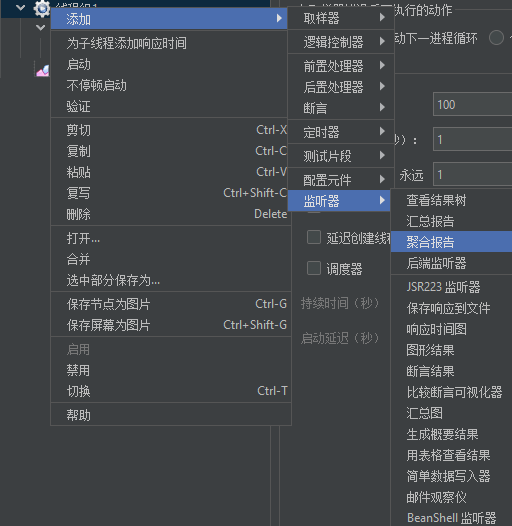 线程组1
添加
为子线程添加响应时间
启动
不停顿启动
验证
剪切 Ctrl-X
复制 Ctrl-C
粘贴 Ctrl-V
复写 Ctrl+Shift-C
删除 Delete
打开...
合并
选中部分保存为...
保存节点为图片 Ctrl-G
保存屏幕为图片 Ctrl+Shift-G
启用
禁用
切换 Ctrl-T
帮助
取样器
逻辑控制器
前置处理器
后置处理器
断言
定时器
测试片段
配置元件
监听器
查看结果树
汇总报告
聚合报告
后端监听器
JSR223 监听器
保存响应到文件
响应时间图
图形结果
断言结果
比较断言可视化器
汇总图
生成概要结果
用表格查看结果
简单数据写入器
邮件观察仪
BeanShell 监听器
执行的动作
动下一进程循环
100
秒）： 1
永远 1
延迟创建线程
调度器
持续时间（秒）
启动延迟（秒）